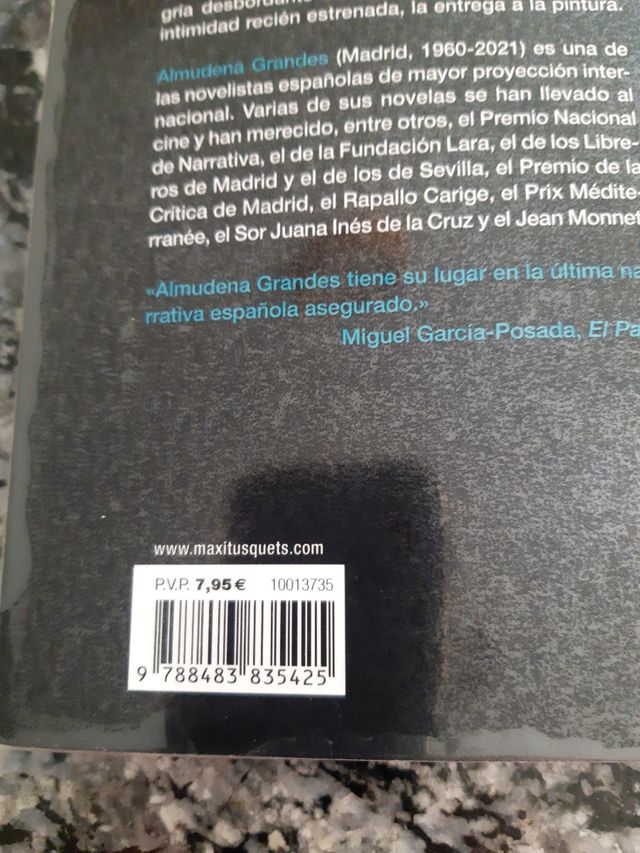 gría desbordante
intimidad recién estrenada, la entrega a la pintura.
Almudena Grandes (Madrid, 1960-2021) es una de
las novelistas españolas de mayor proyección inter-
nacional. Varias de sus novelas se han llevado al
cine y han merecido, entre otros, el Premio Nacional
de Narrativa, el de la Fundación Lara, el de los Libre-
ros de Madrid y el de los de Sevilla, el Premio de la
Crítica de Madrid, el Rapallo Carige, el Prix Médite-
rranée, el Sor Juana Inés de la Cruz y el Jean Monnet
«Almudena Grandes tiene su lugar en la última na
rrativa española asegurado.»
Miguel García-Posada, El Pa
www.maxitusquets.com
P.V.P. 7,95 € 10013735
9 788483 835425